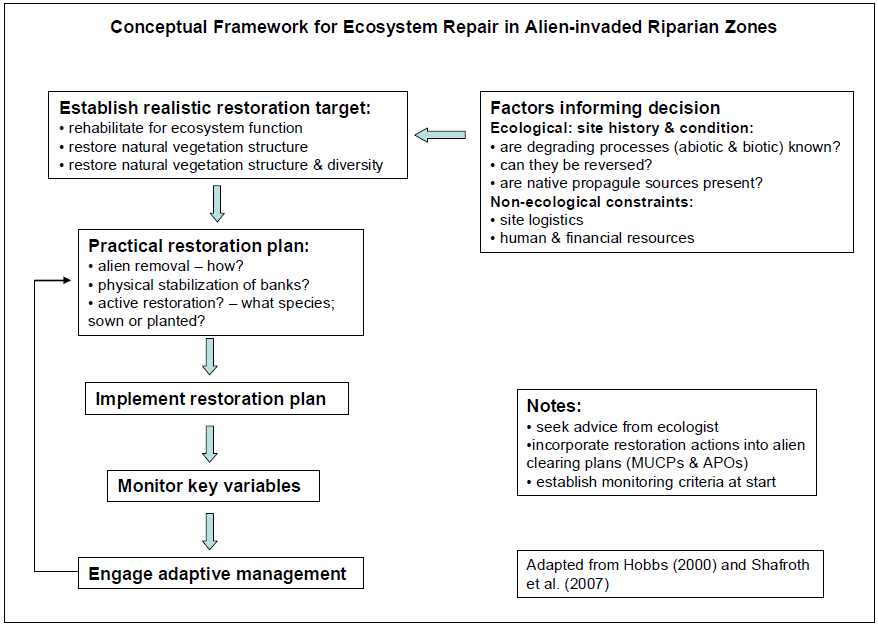 Conceptual Framework for Ecosystem Repair in Alien-invaded Riparian Zones
Establish realistic restoration target:
• rehabilitate for ecosystem function
• restore natural vegetation structure
• restore natural vegetation structure & diversity
Factors informing decision
Ecological: site history & condition:
• are degrading processes (abiotic & biotic) known?
• can they be reversed?
• are native propagule sources present?
Non-ecological constraints:
• site logistics
• human & financial resources
Practical restoration plan:
• alien removal – how?
• physical stabilization of banks?
• active restoration? – what species;
sown or planted?
Implement restoration plan
Monitor key variables
Engage adaptive management
Notes:
• seek advice from ecologist
•incorporate restoration actions into alien
clearing plans (MUCPs & APOs)
• establish monitoring criteria at start
Adapted from Hobbs (2000) and Shafroth
et al. (2007)